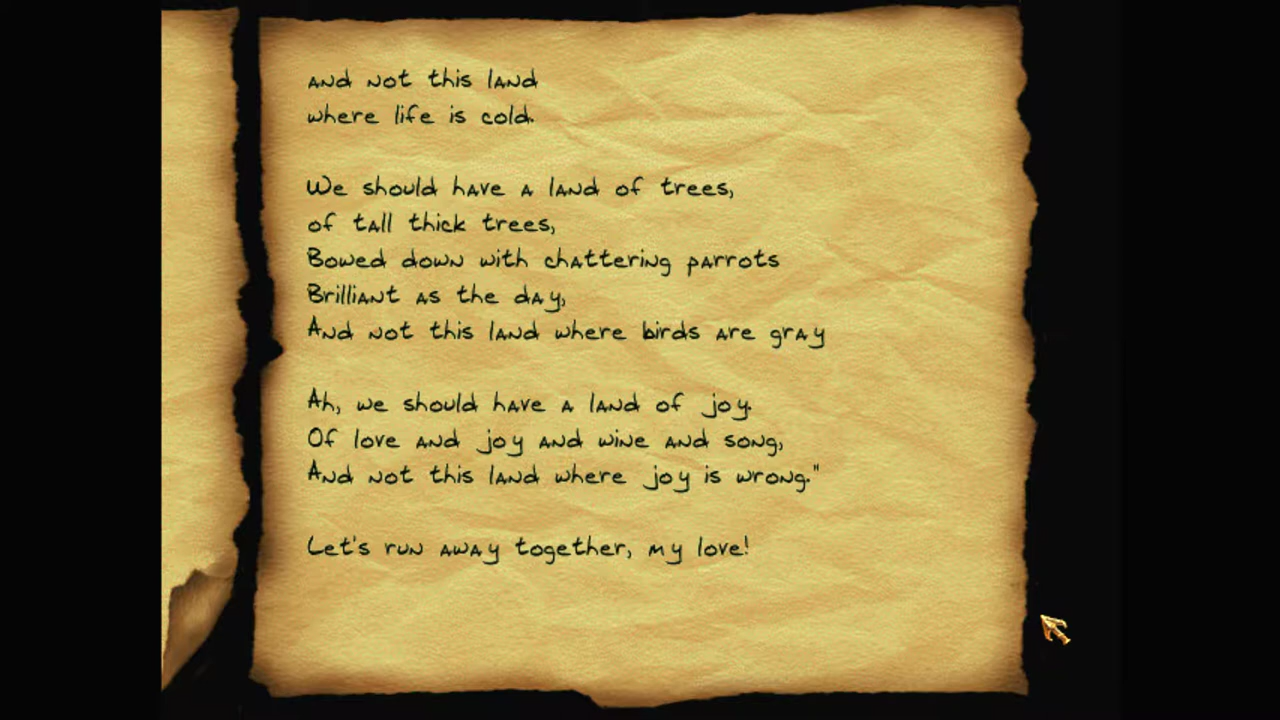 and not this land
where life is cold.
We should have a land of trees,
of tall thick trees,
Bowed down with chattering parrots
Brilliant as the day,
And not this land where birds are gray
Ah, we should have a land of joy.
Of love and joy and wine and song,
And not this land where joy is wrong."
Let's run away together, my love!